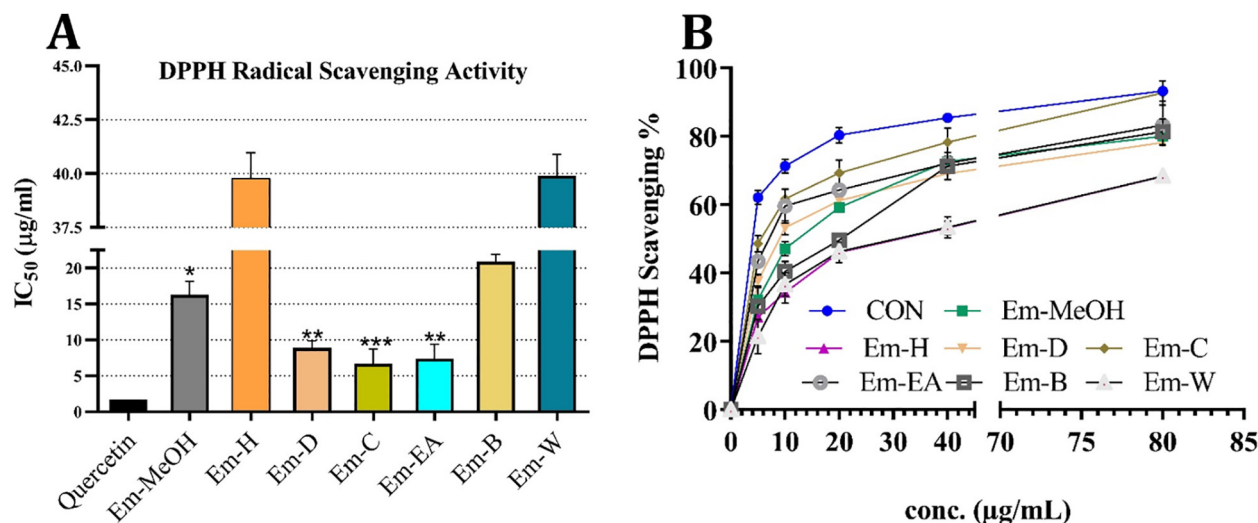 A
DPPH Radical Scavenging Activity
IC50 (µg/ml)
45.0
42.5
40.0
37.5
20
15
10
5
0
*
**
***
**
Quercetin
Em-MeOH
Em-H
Em-D
Em-C
Em-EA
Em-B
Em-W
B
DPPH Scavenging %
100
80
60
40
20
0
CON Em-MeOH
Em-H Em-D Em-C
Em-EA Em-B Em-W
0 10 20 30 40 70 75 80 85
conc. (µg/mL)